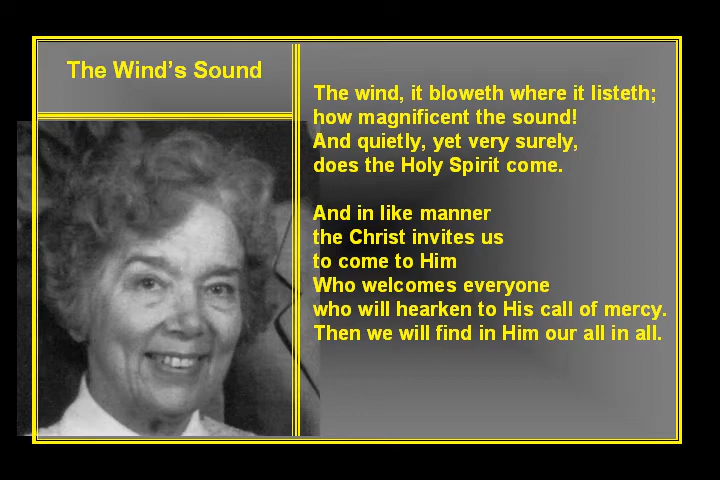 The Wind's Sound
The wind, it bloweth where it listeth;
how magnificent the sound!
And quietly, yet very surely,
does the Holy Spirit come.
And in like manner
the Christ invites us
to come to Him
Who welcomes everyone
who will hearken to His call of mercy.
Then we will find in Him our all in all.